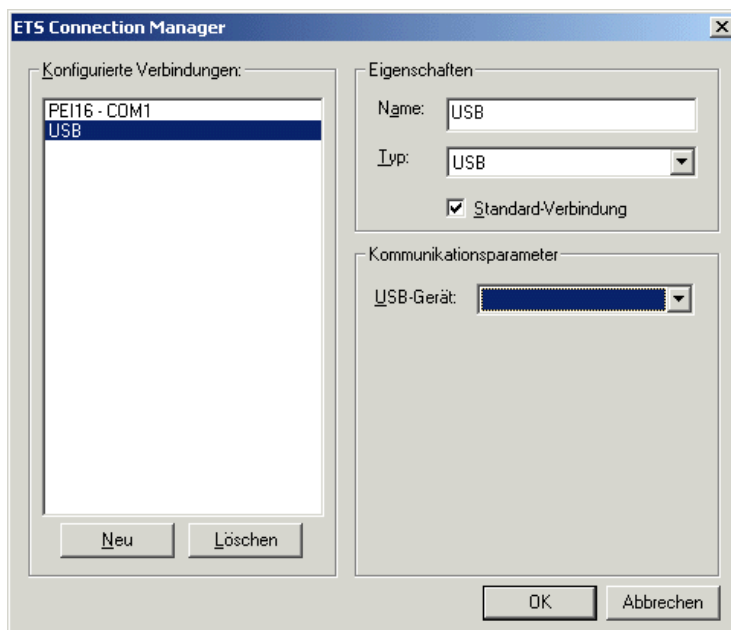 ETS Connection Manager
Konfigurierte Verbindungen:
PEI16 - COM1
USB
Neu
Löschen
Eigenschaften
Name: USB
Typ: USB
Standard-Verbindung
Kommunikationsparameter
USB-Gerät:
OK
Abbrechen